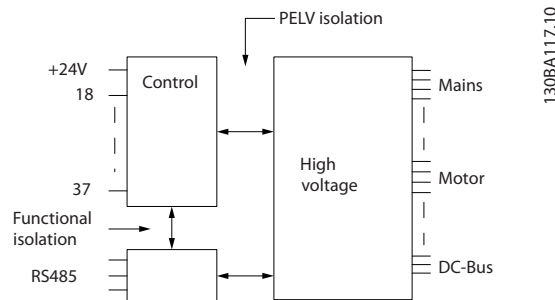 PELV isolation
130BA117.10
+24V
Control
Mains
18
High
voltage
Motor
37
Functional
isolation
RS485
DC-Bus